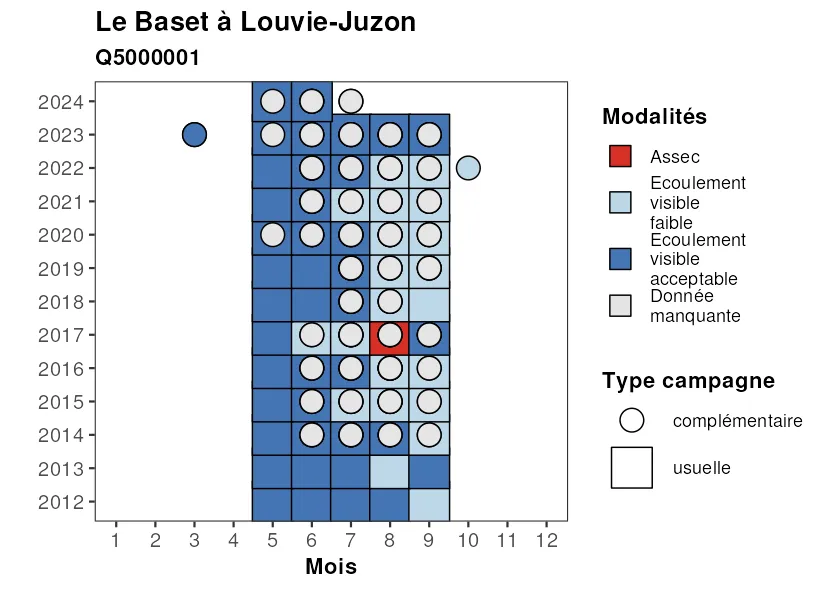 Le Baset à Louvie-Juzon
Q5000001
2024
2023
2022
2021
2020
2019
2018
2017
2016
2015
2014
2013
2012
1 2 3 4 5 6 7 8 9 10 11 12
Mois
Modalités
Assec
Ecoulement
visible
faible
Ecoulement
visible
acceptable
Donnée
manquante
Type campagne
complémentaire
usuelle